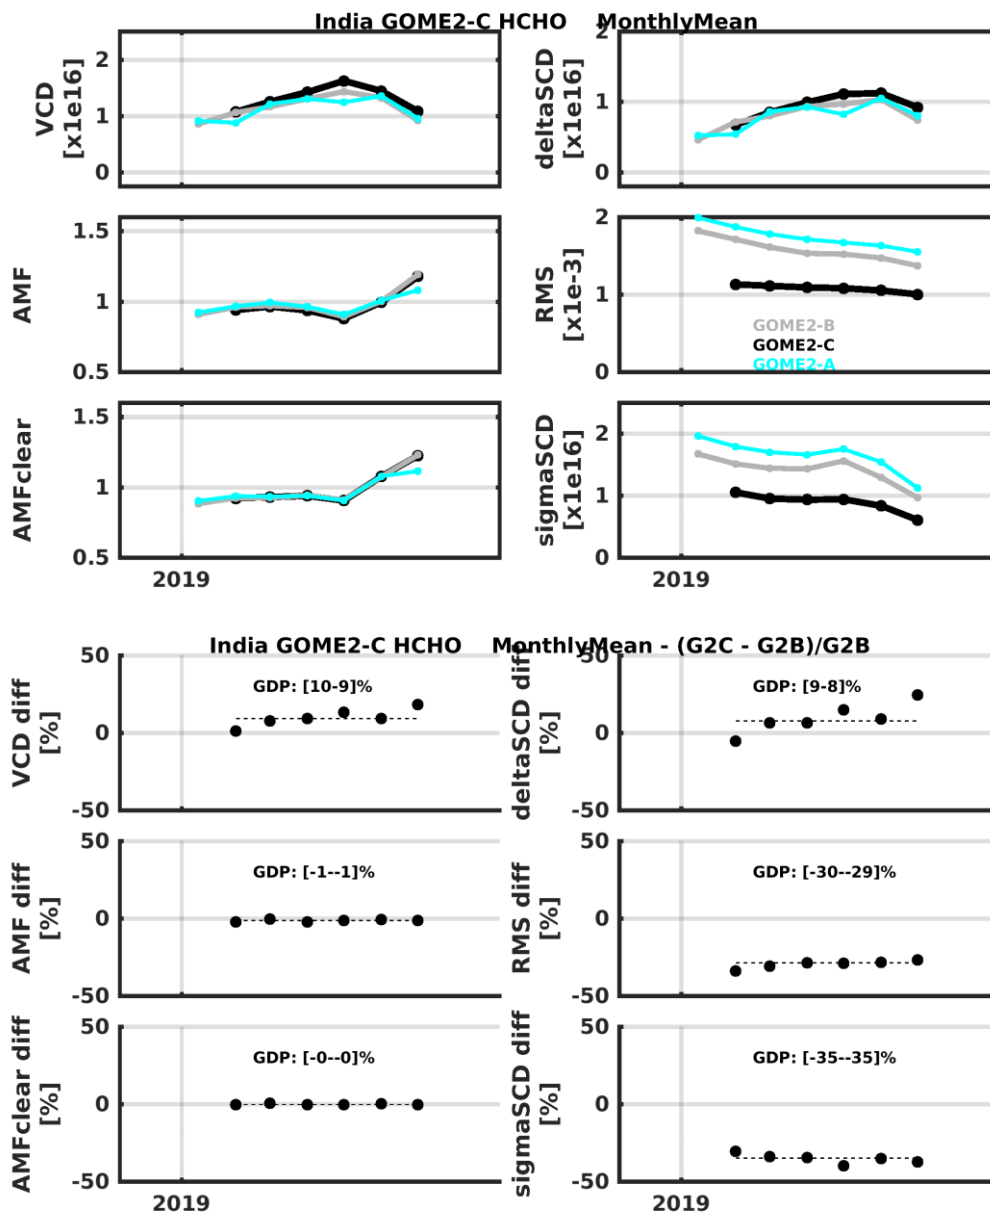 India GOME2-C HCHO MonthlyMean
VCD
[x1e16]
2
1
0
deltaSCD
[x1e16]
2
1
0
AMF
1.5
1
0.5
RMS
[x1e-3]
2
1
0
GOME2-B
GOME2-C
GOME2-A
AMFclear
1.5
1
0.5
2019
sigmaSCD
[x1e16]
2
1
0
2019
India GOME2-C HCHO MonthlyMean - (G2C - G2B)/G2B
VCD diff
[%]
50
0
-50
GDP: [10-9]%
deltaSCD diff
[%]
50
0
-50
GDP: [9-8]%
AMF diff
[%]
50
0
-50
GDP: [-1--1]%
RMS diff
[%]
50
0
-50
GDP: [-30--29]%
AMFclear diff
[%]
50
0
-50
GDP: [-0--0]%
2019
sigmaSCD diff
[%]
50
0
-50
GDP: [-35--35]%
2019